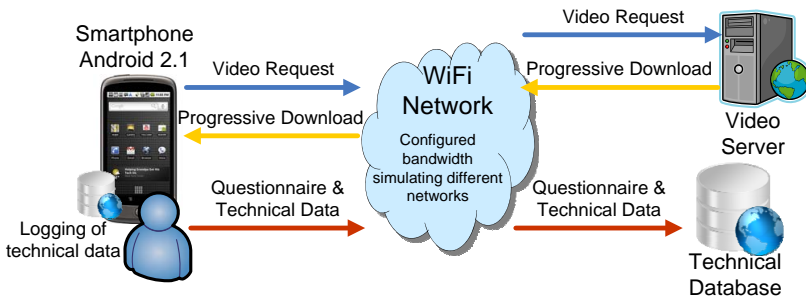 Smartphone
Android 2.1
Video Request
Progressive Download
Questionnaire &
Technical Data
Logging of
technical data
WiFi
Network
Configured
bandwidth
simulating different
networks
Video Request
Progressive Download
Questionnaire &
Technical Data
Video
Server
Technical
Database